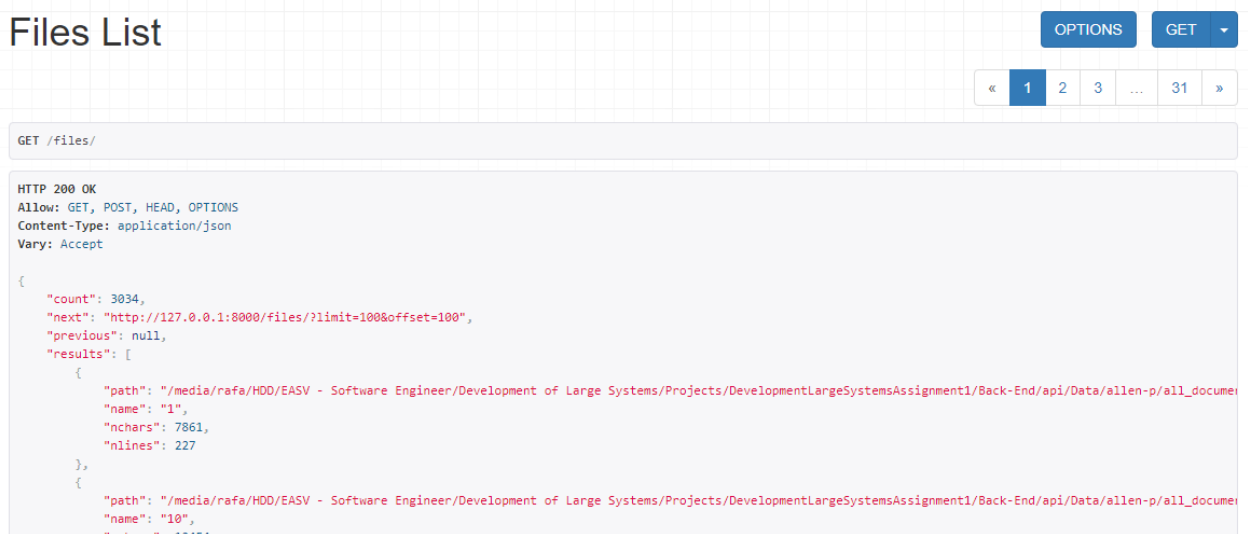 Files List
OPTIONS
GET
« 1 2 3 … 31 »
GET /files/
HTTP 200 OK
Allow: GET, POST, HEAD, OPTIONS
Content-Type: application/json
Vary: Accept
{
"count": 3034,
"next": "http://127.0.0.1:8000/files/?limit=100&offset=100",
"previous": null,
"results": [
{
"path": "/media/rafa/HDD/EASV - Software Engineer/Development of Large Systems/Projects/DevelopmentLargeSystemsAssignment1/Back-End/api/Data/allen-p/all_docume
"name": "1",
"nchars": 7861,
"nlines": 227
},
{
"path": "/media/rafa/HDD/EASV - Software Engineer/Development of Large Systems/Projects/DevelopmentLargeSystemsAssignment1/Back-End/api/Data/allen-p/all_docume
"name": "10",